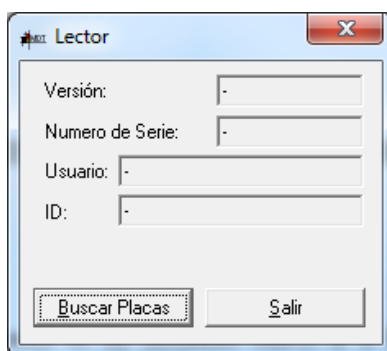 Lector
Versión: -
Numero de Serie: -
Usuario: -
ID: -
Buscar Placas Salir